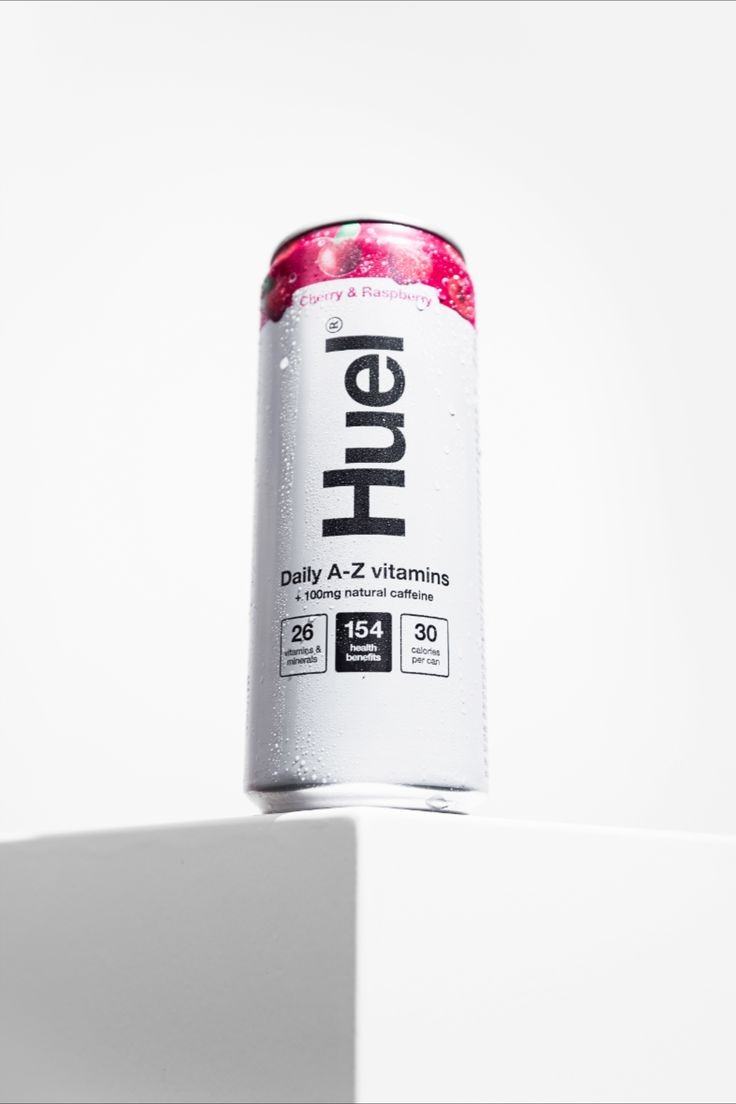 Cherry & Raspberry
Huel®
Daily A-Z vitamins
+ 100mg natural caffeine
26
vitamins &
minerals
154
health
benefits
30
calories
per can